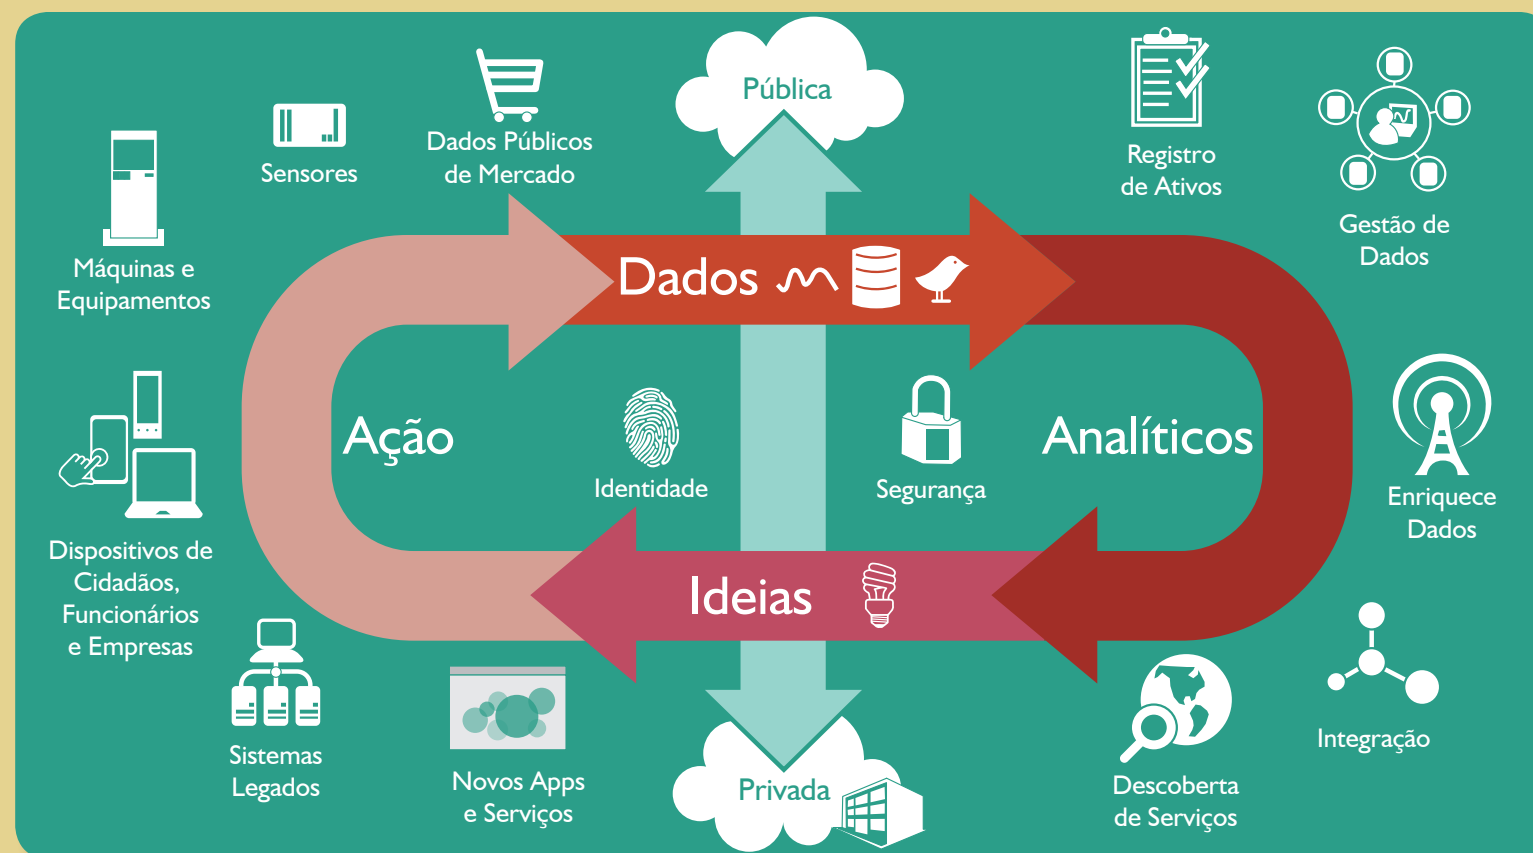 Pública
Dados Públicos
de Mercado
Sensores
Registro
de Ativos
Gestão de
Dados
Máquinas e
Equipamentos
Dados
Ação
Analíticos
Identidade
Segurança
Enriquece
Dados
Dispositivos de
Cidadãos,
Funcionários
e Empresas
Ideias
Sistemas
Legados
Novos Apps
e Serviços
Privada
Descoberta
de Serviços
Integração